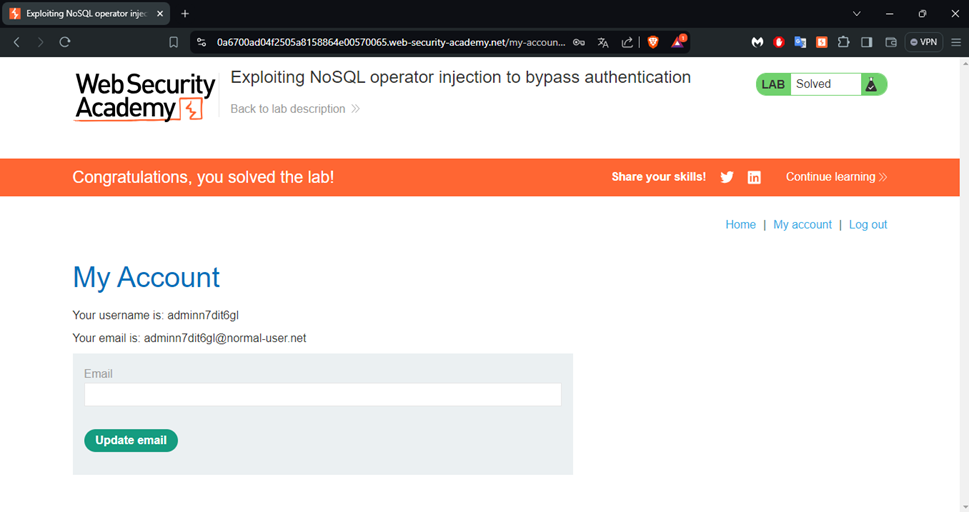 Exploiting NoSQL operator injec
0a6700ad04f2505a8158864e00570065.web-security-academy.net/my-accoun...
1
VPN
Web Security
Academy
Exploiting NoSQL operator injection to bypass authentication
Back to lab description
LAB Solved
Congratulations, you solved the lab!
Share your skills!
Continue learning
Home | My account | Log out
My Account
Your username is: adminn7dit6gl
Your email is: adminn7dit6gl@normal-user.net
Email
Update email